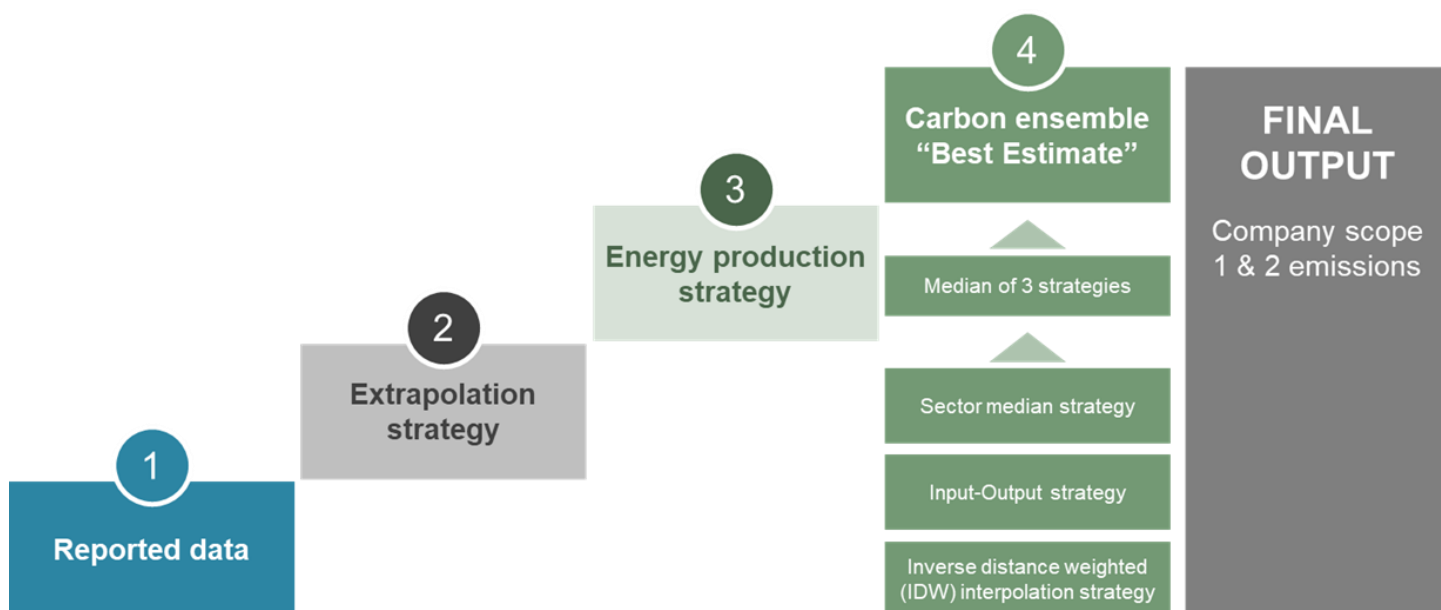 1
Reported data
2
Extrapolation
strategy
3
Energy production
strategy
4
Carbon ensemble
“Best Estimate”
Median of 3 strategies
Sector median strategy
Input-Output strategy
Inverse distance weighted
(IDW) interpolation strategy
FINAL
OUTPUT
Company scope
1 & 2 emissions